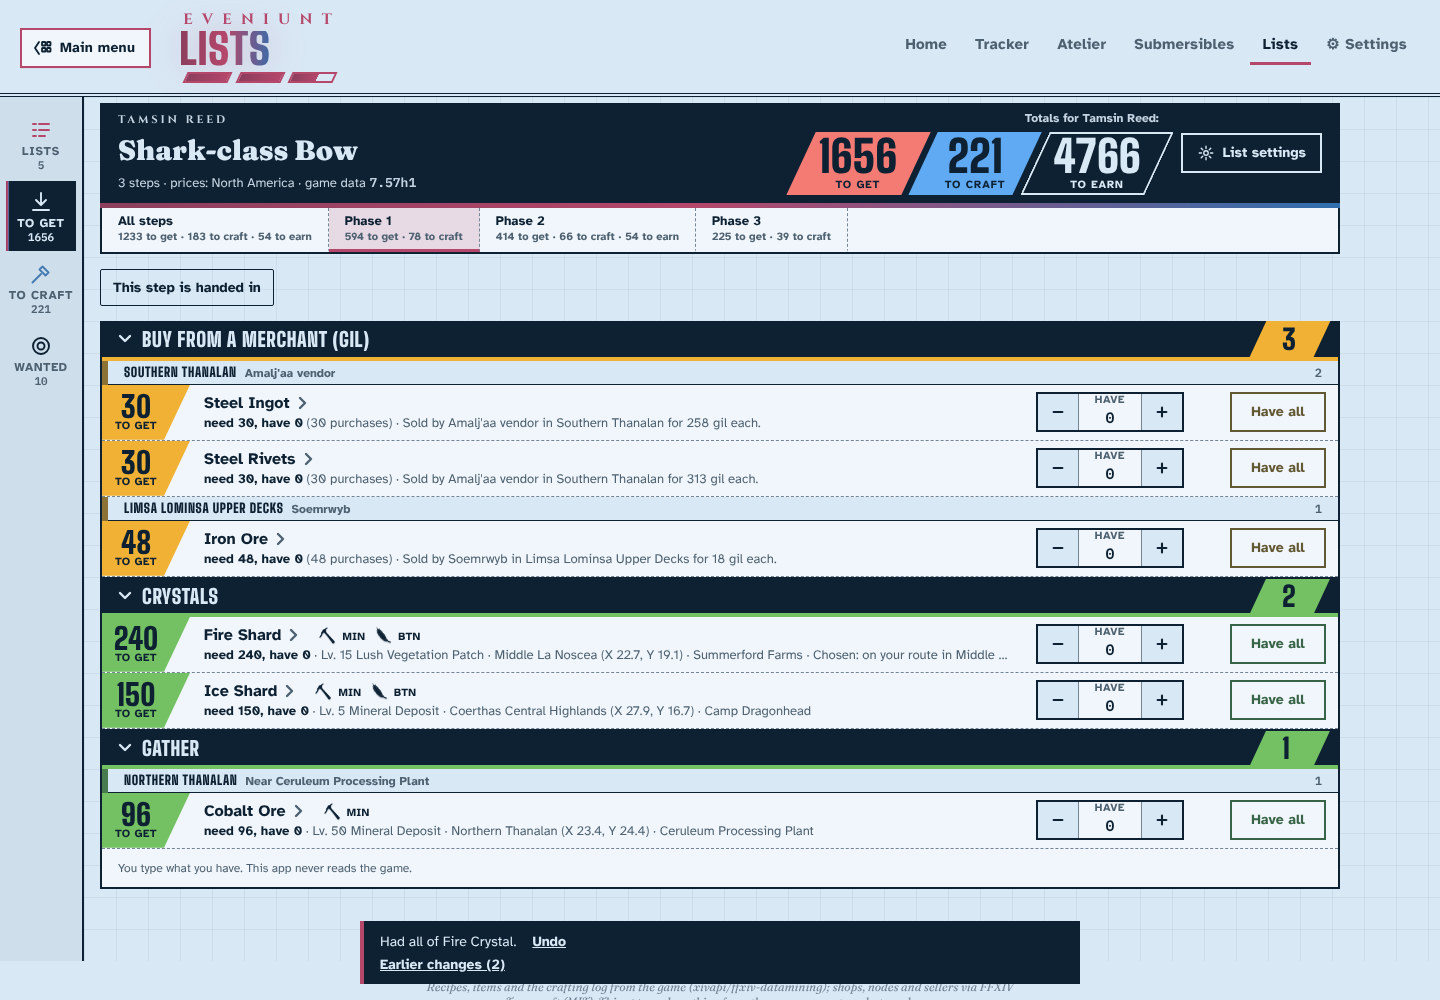 Main menu
EVENIUNT
LISTS
Home
Tracker
Atelier
Submersibles
Lists
Settings
LISTS
5
TO GET
1656
TO CRAFT
221
WANTED
10
TAMSIN REED
Shark-class Bow
3 steps · prices: North America · game data 7.57h1
Totals for Tamsin Reed:
1656
TO GET
221
TO CRAFT
4766
TO EARN
List settings
All steps
1233 to get · 183 to craft · 54 to earn
Phase 1
594 to get · 78 to craft
Phase 2
414 to get · 66 to craft · 54 to earn
Phase 3
225 to get · 39 to craft
This step is handed in
BUY FROM A MERCHANT (GIL)
3
SOUTHERN THANALAN Amalj'aa vendor
2
30
TO GET
Steel Ingot
need 30, have 0 (30 purchases) · Sold by Amalj'aa vendor in Southern Thanalan for 258 gil each.
HAVE
− 0 +
Have all
30
TO GET
Steel Rivets
need 30, have 0 (30 purchases) · Sold by Amalj'aa vendor in Southern Thanalan for 313 gil each.
HAVE
− 0 +
Have all
LIMSA LOMINSA UPPER DECKS Soemrwyb
1
48
TO GET
Iron Ore
need 48, have 0 (48 purchases) · Sold by Soemrwyb in Limsa Lominsa Upper Decks for 18 gil each.
HAVE
− 0 +
Have all
CRYSTALS
2
240
TO GET
Fire Shard MIN BTN
need 240, have 0 · Lv. 15 Lush Vegetation Patch · Middle La Noscea (X 22.7, Y 19.1) · Summerford Farms · Chosen: on your route in Middle ...
HAVE
− 0 +
Have all
150
TO GET
Ice Shard MIN BTN
need 150, have 0 · Lv. 5 Mineral Deposit · Coerthas Central Highlands (X 27.9, Y 16.7) · Camp Dragonhead
HAVE
− 0 +
Have all
GATHER
1
NORTHERN THANALAN Near Ceruleum Processing Plant
1
96
TO GET
Cobalt Ore MIN
need 96, have 0 · Lv. 50 Mineral Deposit · Northern Thanalan (X 23.4, Y 24.4) · Ceruleum Processing Plant
HAVE
− 0 +
Have all
You type what you have. This app never reads the game.
Had all of Fire Crystal. Undo
Earlier changes (2)
Recipes, items and the crafting log from the game (xivapi/ffxiv-datamining); shops, nodes and sellers via FFXIV